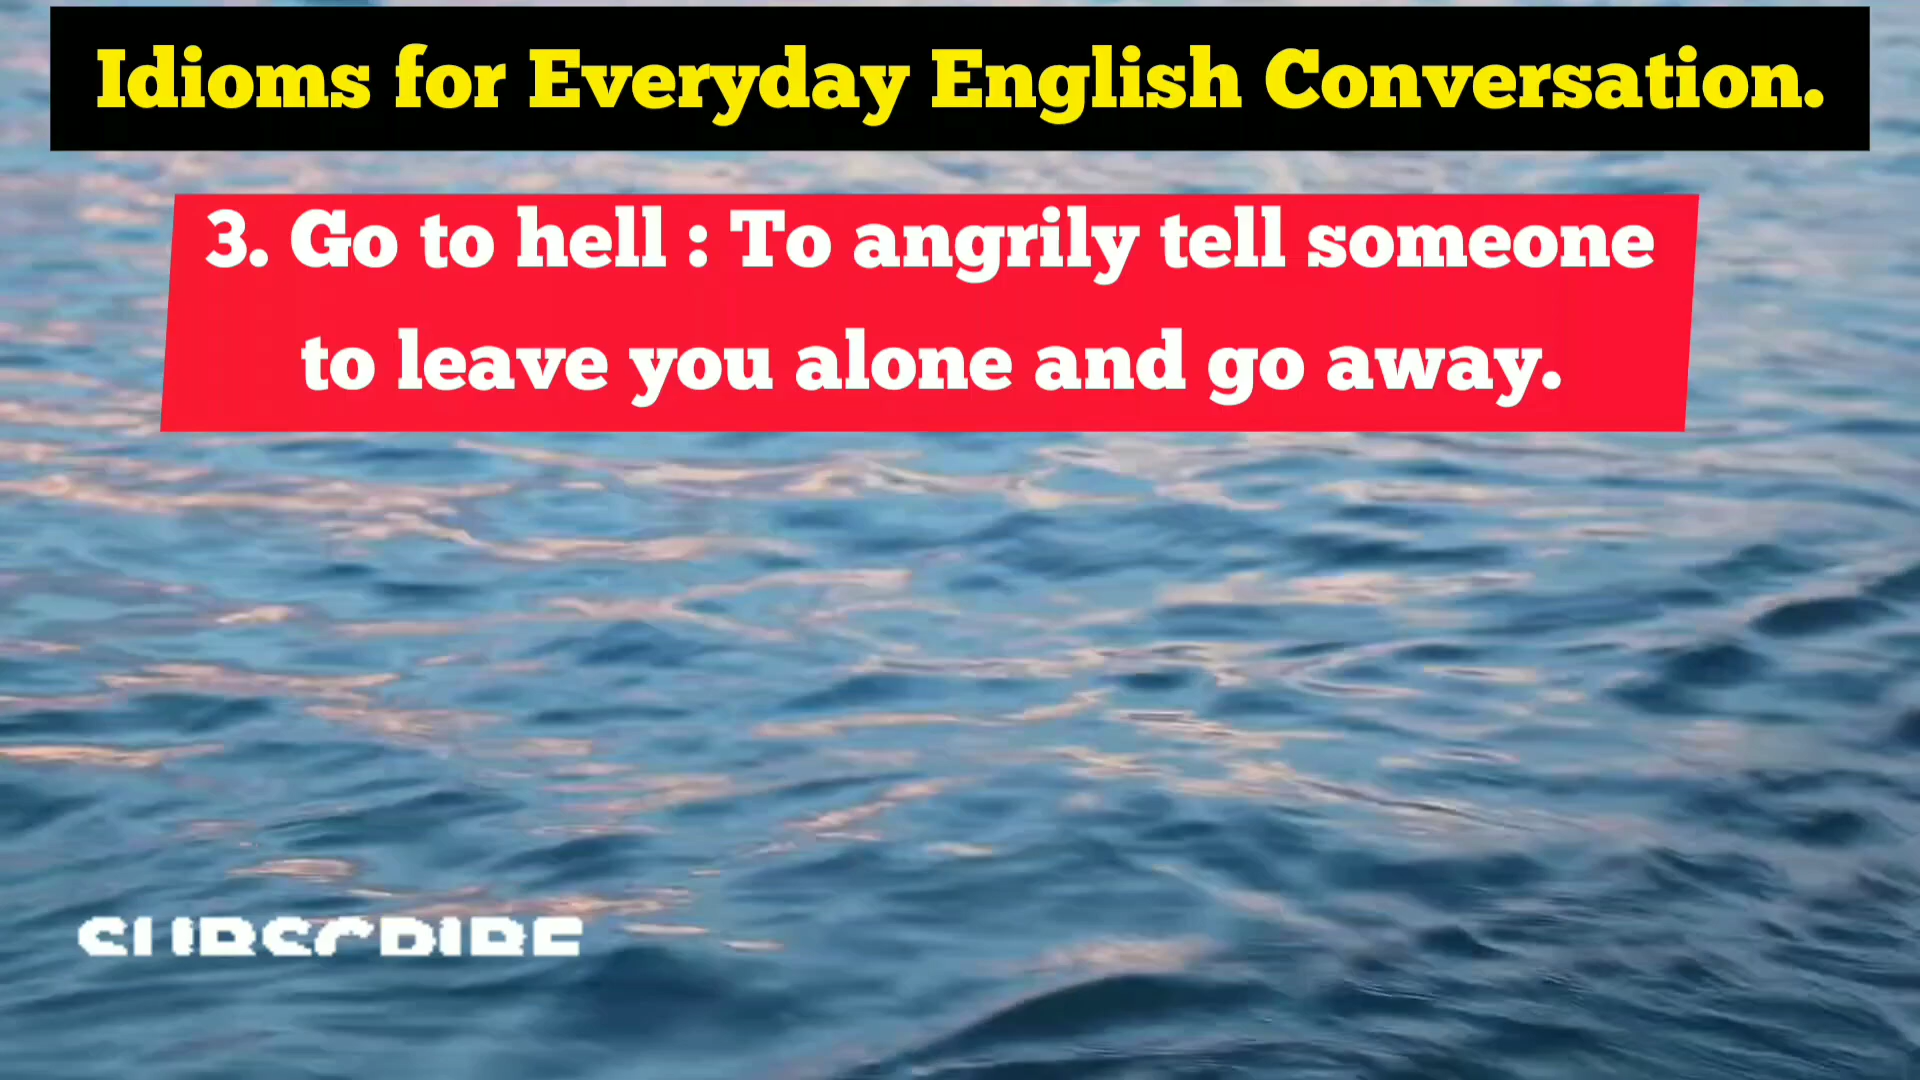 Idioms for Everyday English Conversation.
3. Go to hell : To angrily tell someone
to leave you alone and go away.